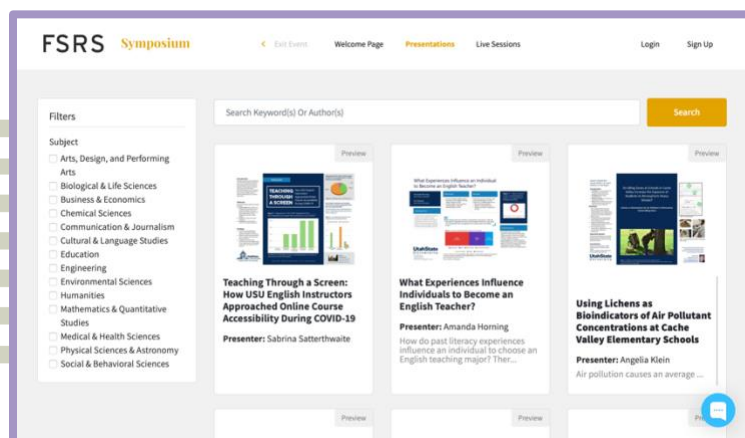 FSRS Symposium
Exit Event Welcome Page Presentations Live Sessions Login Sign Up
Filters
Subject
Arts, Design, and Performing
Arts
Biological & Life Sciences
Business & Economics
Chemical Sciences
Communication & Journalism
Cultural & Language Studies
Education
Engineering
Environmental Sciences
Humanities
Mathematics & Quantitative
Studies
Medical & Health Sciences
Physical Sciences & Astronomy
Social & Behavioral Sciences
Search Keyword(s) Or Author(s)
Search
Preview
TEACHING
THROUGH
A SCREEN
Teaching Through a Screen:
How USU English Instructors
Approached Online Course
Accessibility During COVID-19
Presenter: Sabrina Satterthwaite
Preview
What Experiences Influence an Individual
to Become an English Teacher?
UtahState
What Experiences Influence
Individuals to Become an
English Teacher?
Presenter: Amanda Horning
How do past literacy experiences
influence an individual to choose an
English teaching major? Ther...
Preview
UtahState
Using Lichens as
Bioindicators of Air Pollutant
Concentrations at Cache
Valley Elementary Schools
Presenter: Angelia Klein
Air pollution causes an average ...
Preview
Preview